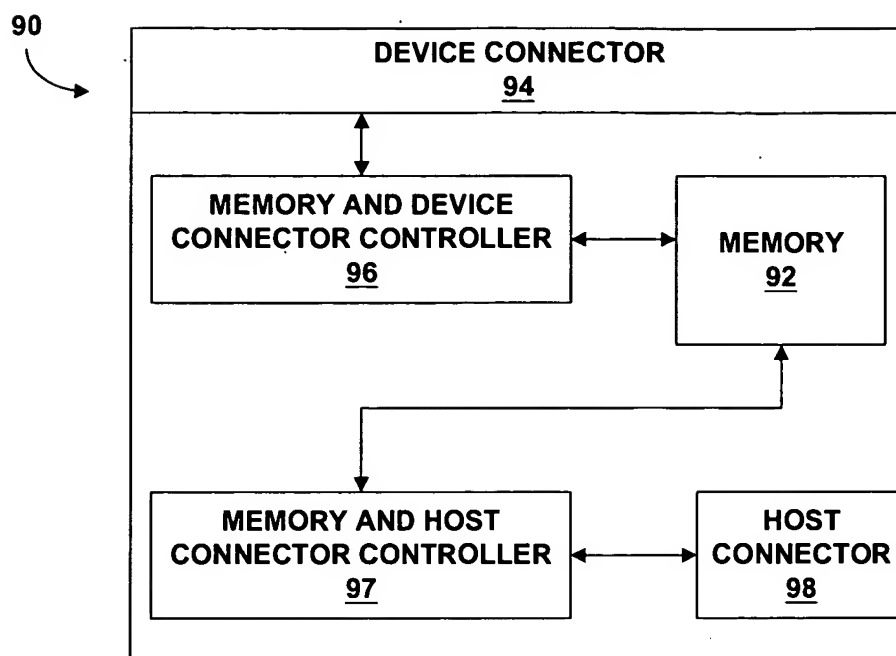 90
DEVICE CONNECTOR
94
MEMORY AND DEVICE
CONNECTOR CONTROLLER
96
MEMORY
92
MEMORY AND HOST
CONNECTOR CONTROLLER
97
HOST
CONNECTOR
98